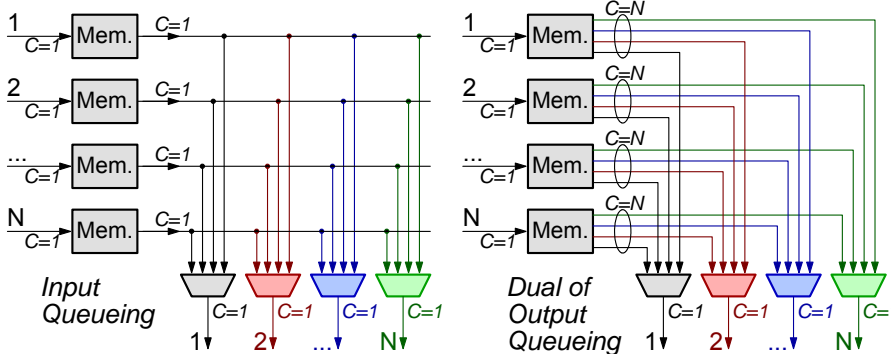 1 C=1 Mem. C=1
2 C=1 Mem. C=1
... C=1 Mem. C=1
N C=1 Mem. C=1
Input
Queueing
C=1 C=1 C=1 C=1
1 2 ... N
1 C=1 Mem. C=N
2 C=1 Mem. C=N
... C=1 Mem. C=N
N C=1 Mem. C=N
Dual of
Output
Queueing
C=1 C=1 C=1 C=
1 2 ... N